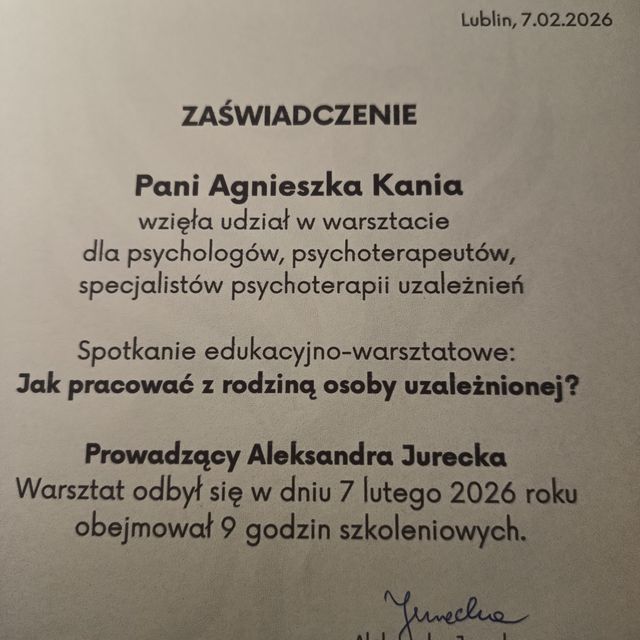 Lublin, 7.02.2026
ZAŚWIADCZENIE
Pani Agnieszka Kania
wzięła udział w warsztacie
dla psychologów, psychoterapeutów,
specjalistów psychoterapii uzależnień
Spotkanie edukacyjno-warsztatowe:
Jak pracować z rodziną osoby uzależnionej?
Prowadzący Aleksandra Jurecka
Warsztat odbył się w dniu 7 lutego 2026 roku
obejmował 9 godzin szkoleniowych.
Jurecka